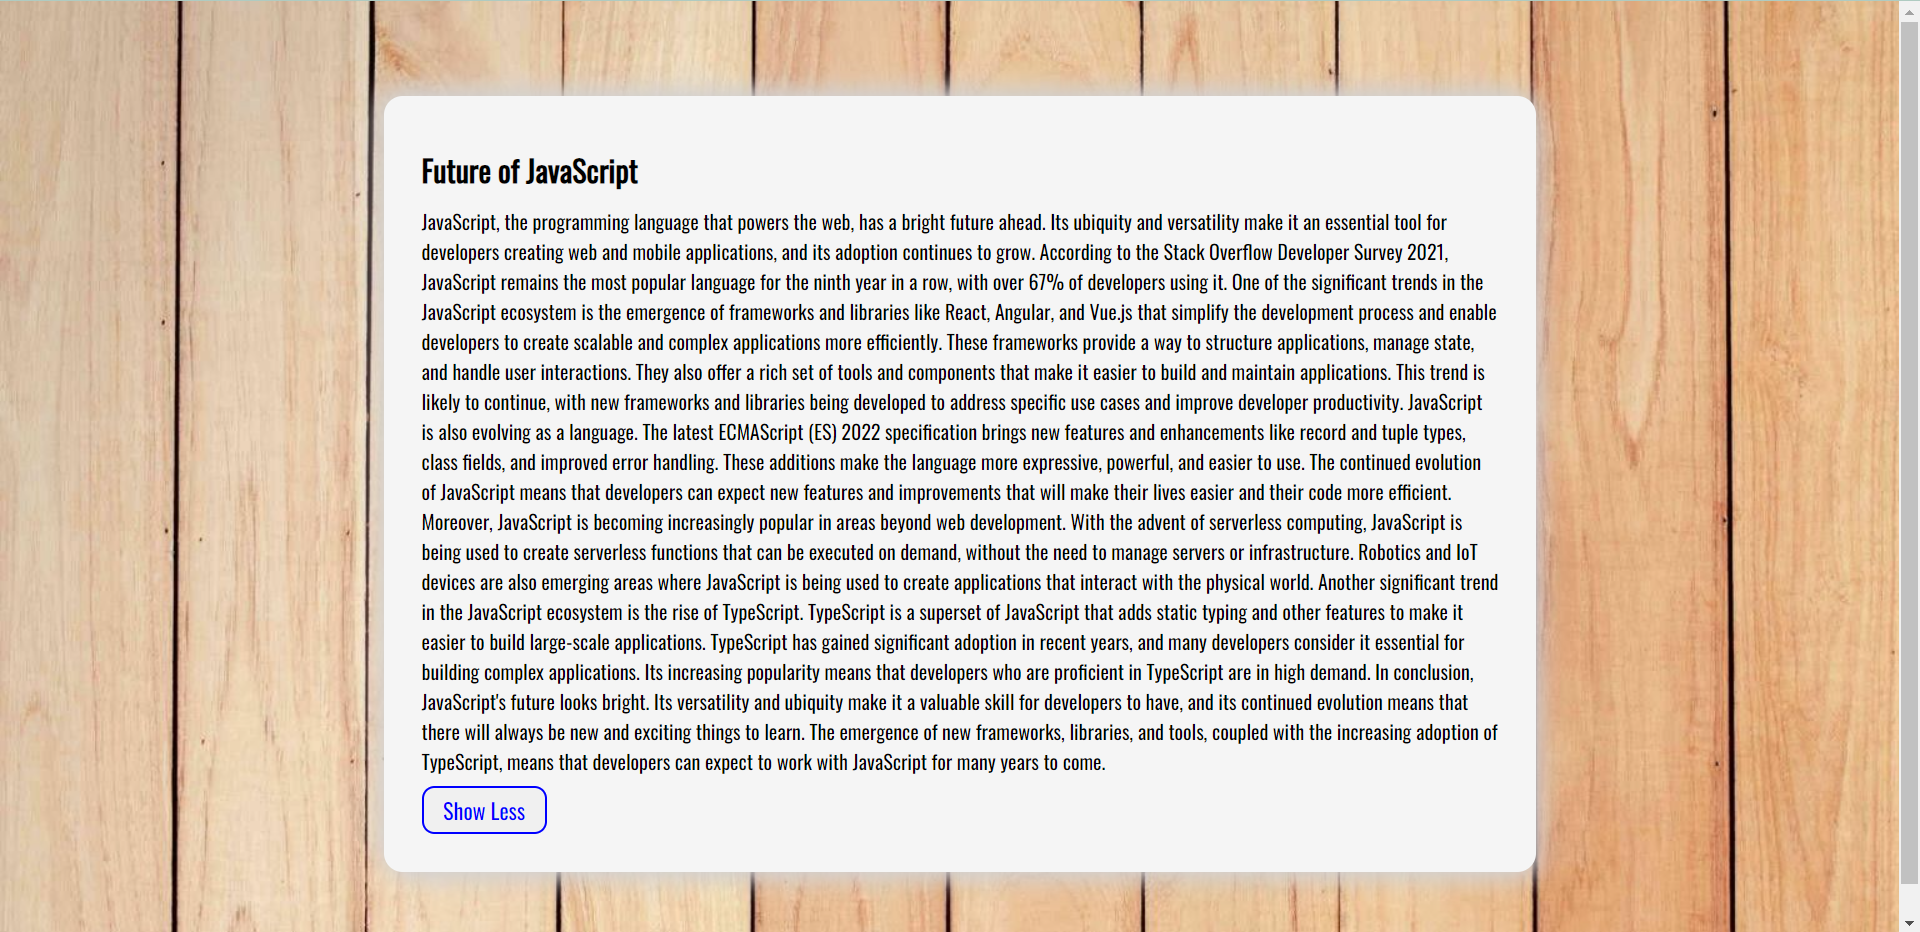 Future of JavaScript
JavaScript, the programming language that powers the web, has a bright future ahead. Its ubiquity and versatility make it an essential tool for
developers creating web and mobile applications, and its adoption continues to grow. According to the Stack Overflow Developer Survey 2021,
JavaScript remains the most popular language for the ninth year in a row, with over 67% of developers using it. One of the significant trends in the
JavaScript ecosystem is the emergence of frameworks and libraries like React, Angular, and Vue.js that simplify the development process and enable
developers to create scalable and complex applications more efficiently. These frameworks provide a way to structure applications, manage state,
and handle user interactions. They also offer a rich set of tools and components that make it easier to build and maintain applications. This trend is
likely to continue, with new frameworks and libraries being developed to address specific use cases and improve developer productivity. JavaScript
is also evolving as a language. The latest ECMAScript (ES) 2022 specification brings new features and enhancements like record and tuple types,
class fields, and improved error handling. These additions make the language more expressive, powerful, and easier to use. The continued evolution
of JavaScript means that developers can expect new features and improvements that will make their lives easier and their code more efficient.
Moreover, JavaScript is becoming increasingly popular in areas beyond web development. With the advent of serverless computing, JavaScript is
being used to create serverless functions that can be executed on demand, without the need to manage servers or infrastructure. Robotics and IoT
devices are also emerging areas where JavaScript is being used to create applications that interact with the physical world. Another significant trend
in the JavaScript ecosystem is the rise of TypeScript. TypeScript is a superset of JavaScript that adds static typing and other features to make it
easier to build large-scale applications. TypeScript has gained significant adoption in recent years, and many developers consider it essential for
building complex applications. Its increasing popularity means that developers who are proficient in TypeScript are in high demand. In conclusion,
JavaScript's future looks bright. Its versatility and ubiquity make it a valuable skill for developers to have, and its continued evolution means that
there will always be new and exciting things to learn. The emergence of new frameworks, libraries, and tools, coupled with the increasing adoption of
TypeScript, means that developers can expect to work with JavaScript for many years to come.
Show Less